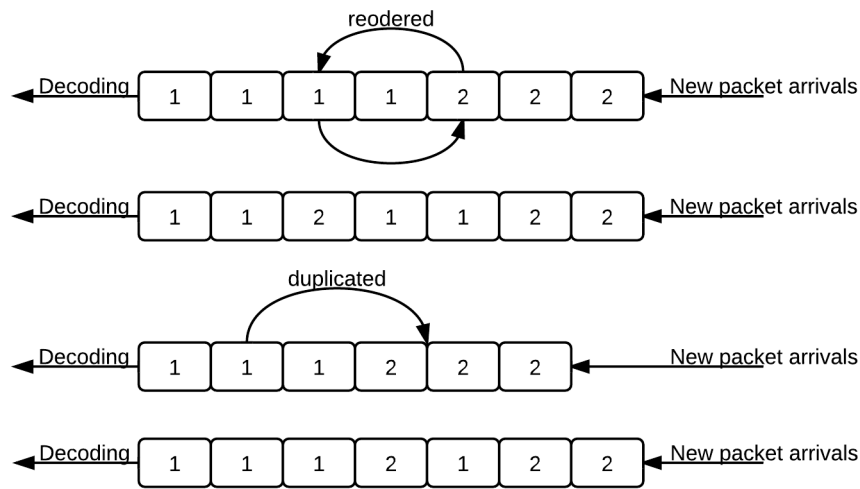 reodered
Decoding 1 1 1 1 2 2 2 New packet arrivals
Decoding 1 1 2 1 1 2 2 New packet arrivals
duplicated
Decoding 1 1 1 2 2 2 New packet arrivals
Decoding 1 1 1 2 1 2 2 New packet arrivals